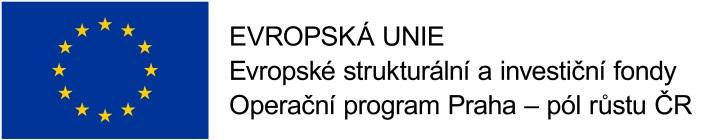 EVROPSKÁ UNIE
Evropské strukturální a investiční fondy
Operační program Praha – pól růstu ČR